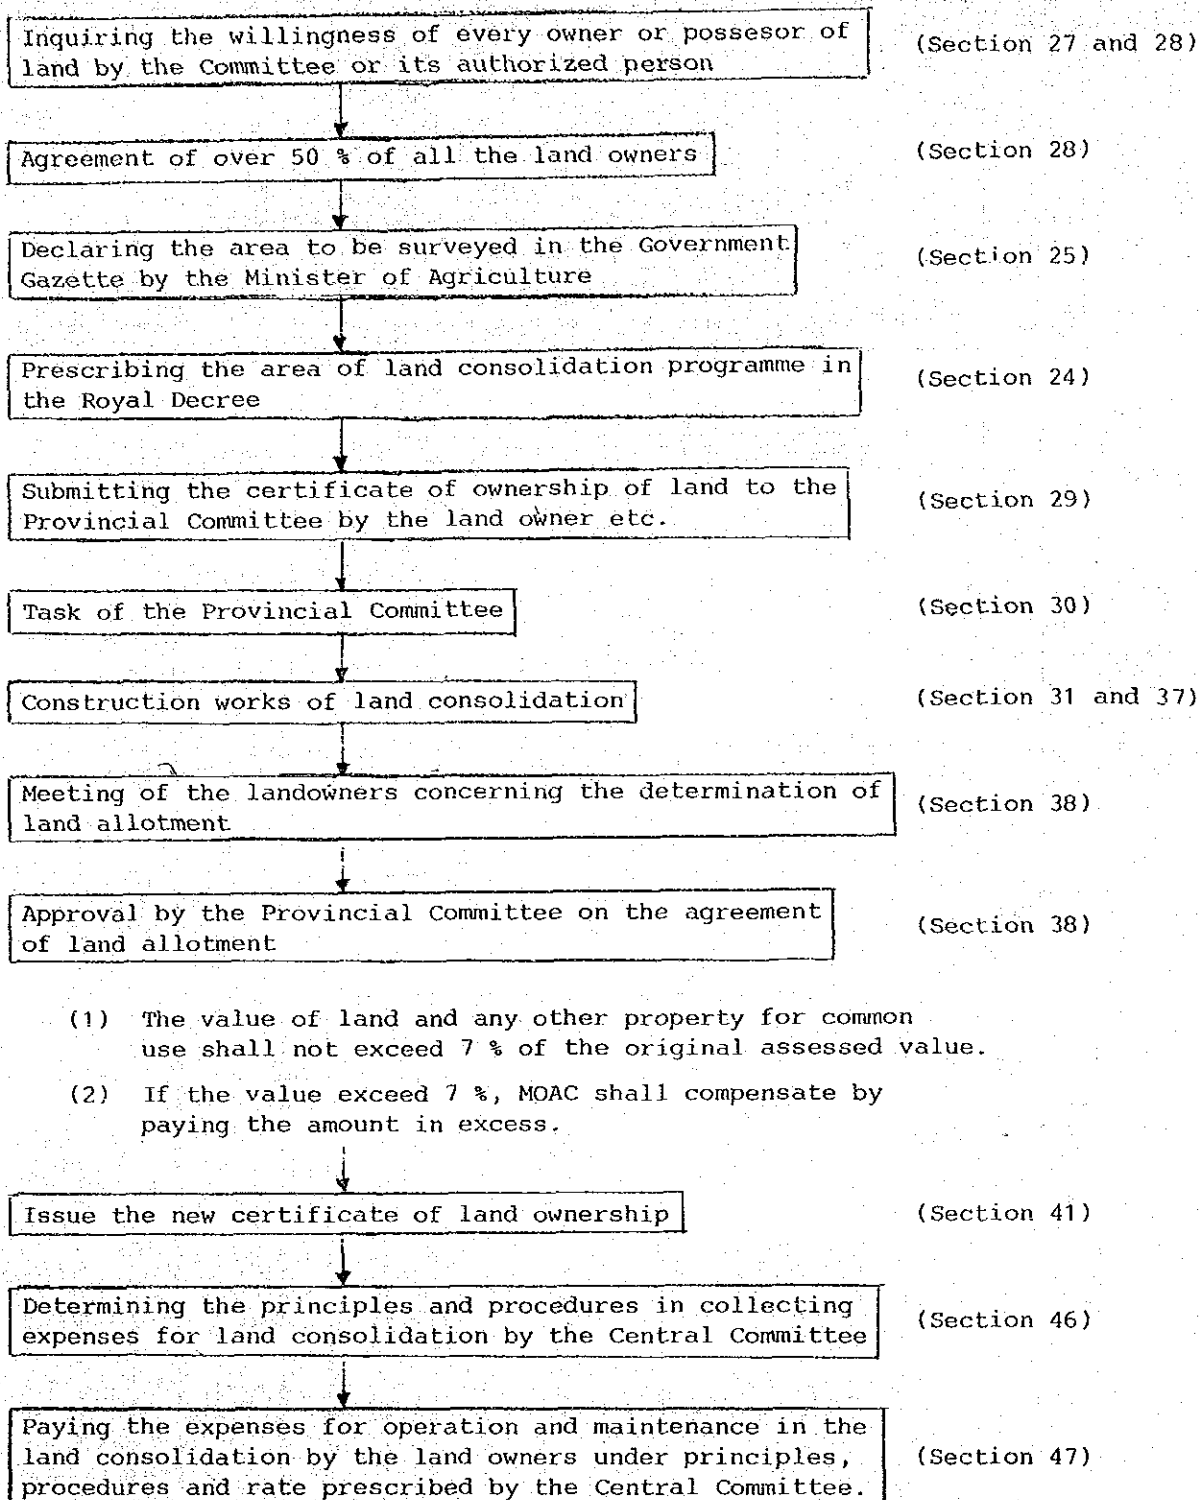 Inquiring the willingness of every owner or possesor of (Section 27 and 28)
land by the Committee or its authorized person
Agreement of over 50 % of all the land owners (Section 28)
Declaring the area to be surveyed in the Government (Section 25)
Gazette by the Minister of Agriculture
Prescribing the area of land consolidation programme in (Section 24)
the Royal Decree
Submitting the certificate of ownership of land to the (Section 29)
Provincial Committee by the land owner etc.
Task of the Provincial Committee (Section 30)
Construction works of land consolidation (Section 31 and 37)
Meeting of the landowners concerning the determination of (Section 38)
land allotment
Approval by the Provincial Committee on the agreement (Section 38)
of land allotment
(1) The value of land and any other property for common
use shall not exceed 7 % of the original assessed value.
(2) If the value exceed 7 %, MOAC shall compensate by
paying the amount in excess.
Issue the new certificate of land ownership (Section 41)
Determining the principles and procedures in collecting (Section 46)
expenses for land consolidation by the Central Committee
Paying the expenses for operation and maintenance in the
land consolidation by the land owners under principles, (Section 47)
procedures and rate prescribed by the Central Committee.